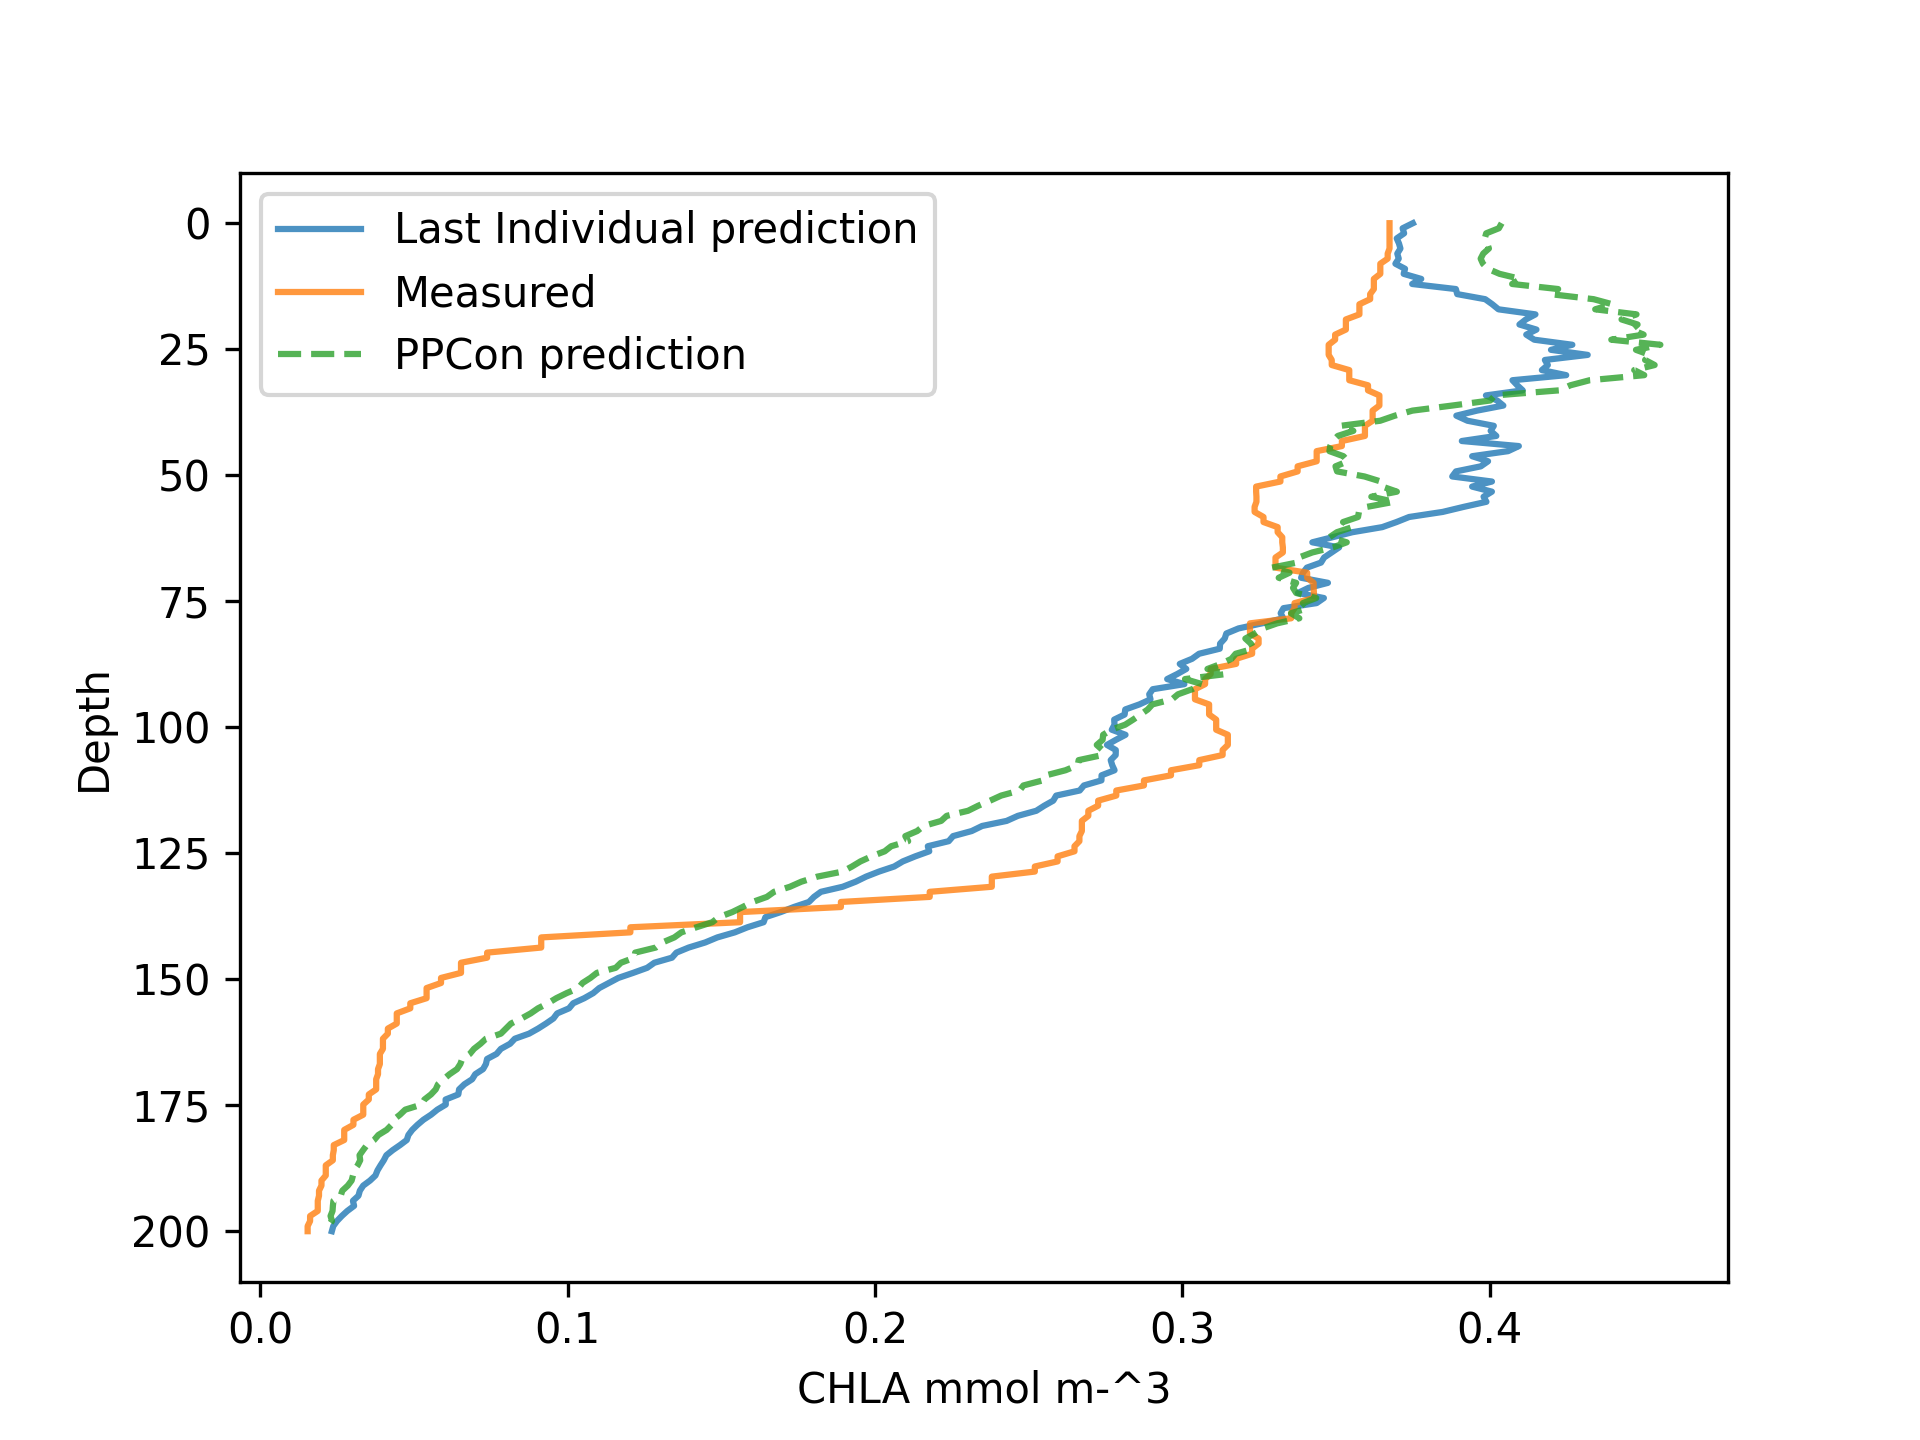 Last Individual prediction
Measured
PPCon prediction
0
25
50
75
100
125
150
175
200
Depth
0.0 0.1 0.2 0.3 0.4
CHLA mmol m-^3